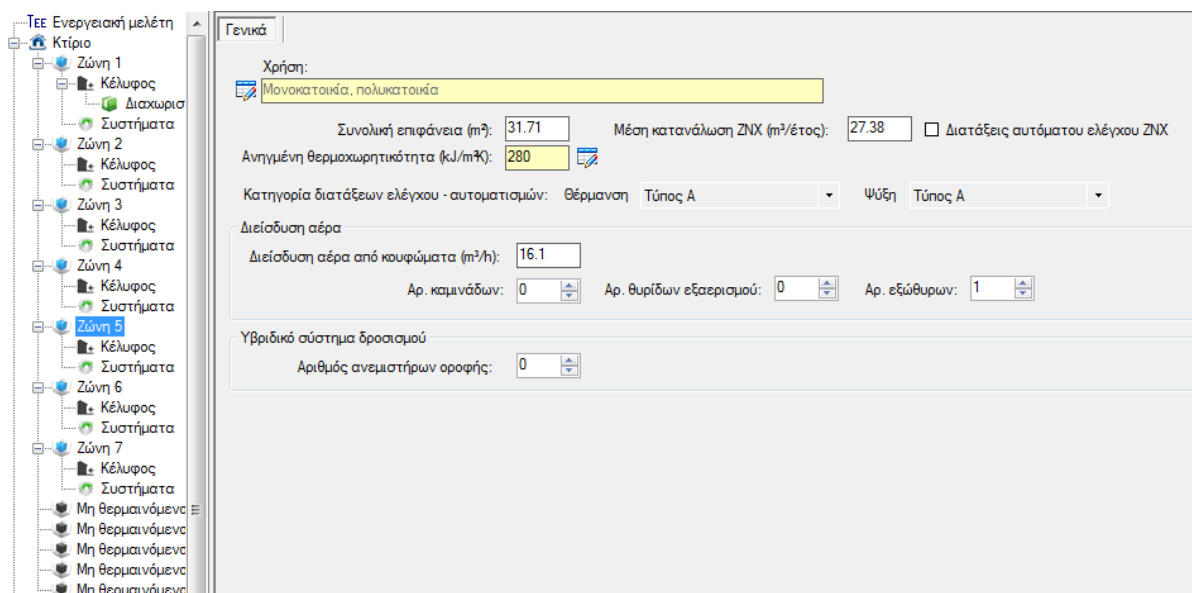 ΤΕΕ Ενεργειακή μελέτη
Κτίριο
Ζώνη 1
Κέλυφος
Διαχωρισ
Συστήματα
Ζώνη 2
Κέλυφος
Συστήματα
Ζώνη 3
Κέλυφος
Συστήματα
Ζώνη 4
Κέλυφος
Συστήματα
Ζώνη 5
Κέλυφος
Συστήματα
Ζώνη 6
Κέλυφος
Συστήματα
Ζώνη 7
Κέλυφος
Συστήματα
Μη θερμαινόμενο
Μη θερμαινόμενο
Μη θερμαινόμενο
Μη θερμαινόμενο
Μη θερμαινόμενο
Γενικά
Χρήση:
Μονοκατοικία, πολυκατοικία
Συνολική επιφάνεια (m²): 31.71 Μέση κατανάλωση ΖΝΧ (m³/έτος): 27.38 Διατάξεις αυτόματου ελέγχου ΖΝΧ
Ανηγμένη θερμοχωρητικότητα (kJ/m²K): 280
Κατηγορία διατάξεων ελέγχου - αυτοματισμών: Θέρμανση Τύπος Α Ψύξη Τύπος Α
Διείσδυση αέρα
Διείσδυση αέρα από κουφώματα (m³/h): 16.1
Αρ. καμινάδων: 0 Αρ. θυρίδων εξαερισμού: 0 Αρ. εξώθυρων: 1
Υβριδικό σύστημα δροσισμού
Αριθμός ανεμιστήρων οροφής: 0